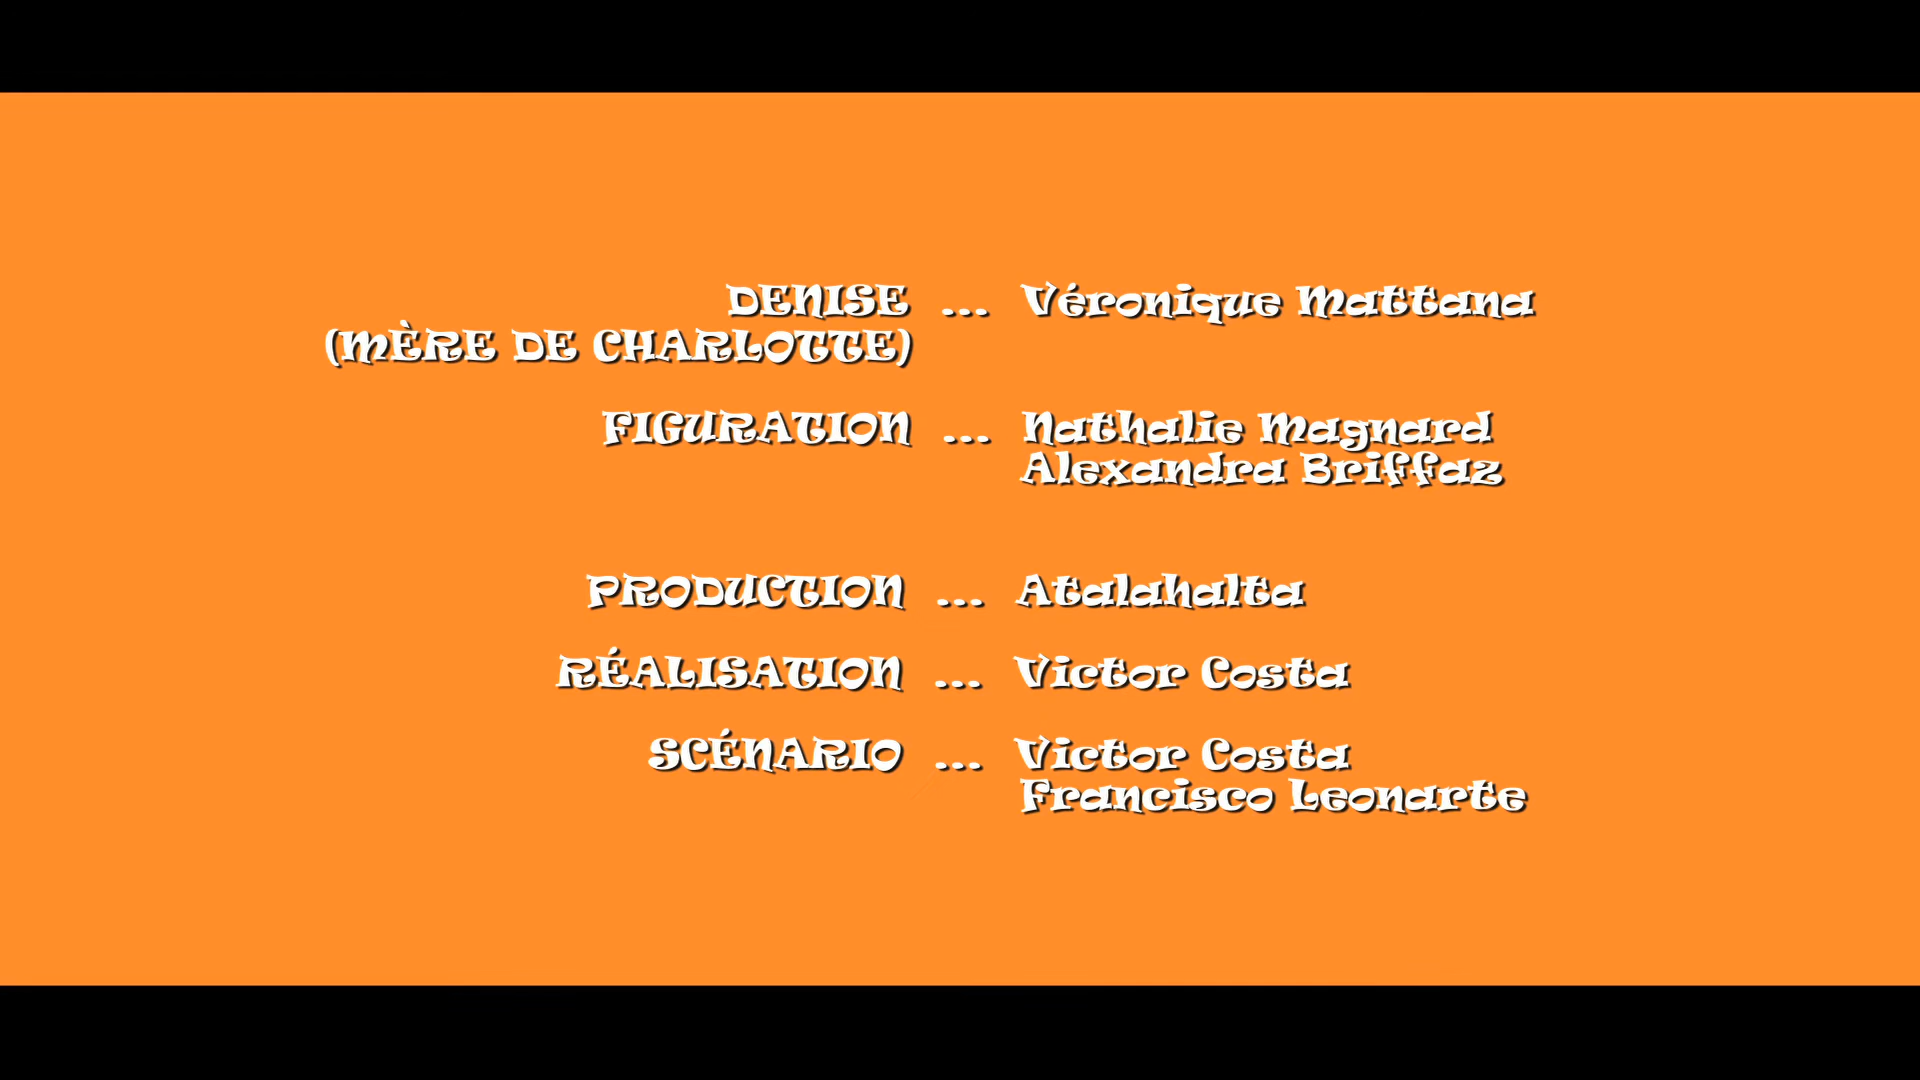 DENISE ... Véronique Mattana
(MÈRE DE CHARLOTTE)
FIGURATION ... Nathalie Magnard
Alexandra Briffaz
PRODUCTION ... Atalahalta
RÉALISATION ... Victor Costa
SCÉNARIO ... Victor Costa
Francisco Leonarte